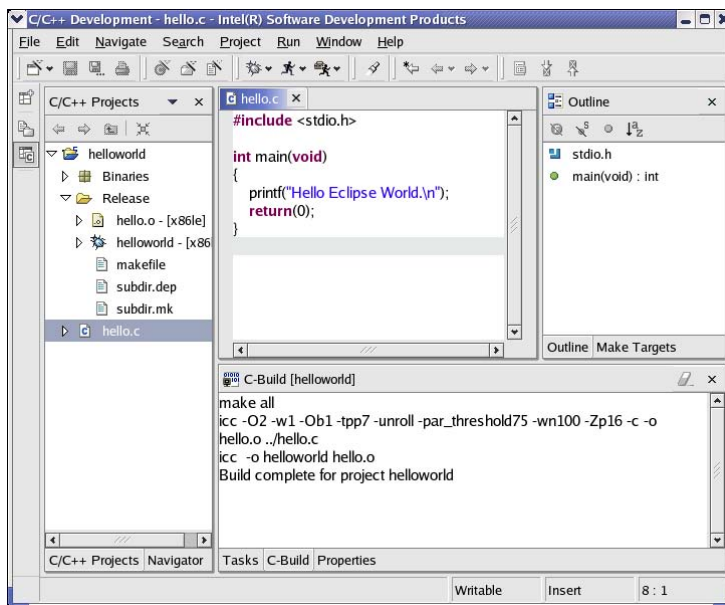 C/C++ Development - hello.c - Intel(R) Software Development Products
File Edit Navigate Search Project Run Window Help
C/C++ Projects
helloworld
Binaries
Release
hello.o - [x86le]
helloworld - [x86
makefile
subdir.dep
subdir.mk
hello.c
C/C++ Projects Navigator
hello.c
#include <stdio.h>
int main(void)
{
printf("Hello Eclipse World.\n");
return(0);
}
Outline
stdio.h
main(void) : int
Outline Make Targets
C-Build [helloworld]
make all
icc -O2 -w1 -Ob1 -tpp7 -unroll -par_threshold75 -wn100 -Zp16 -c -o
hello.o ../hello.c
icc -o helloworld hello.o
Build complete for project helloworld
Tasks C-Build Properties
Writable Insert 8 : 1